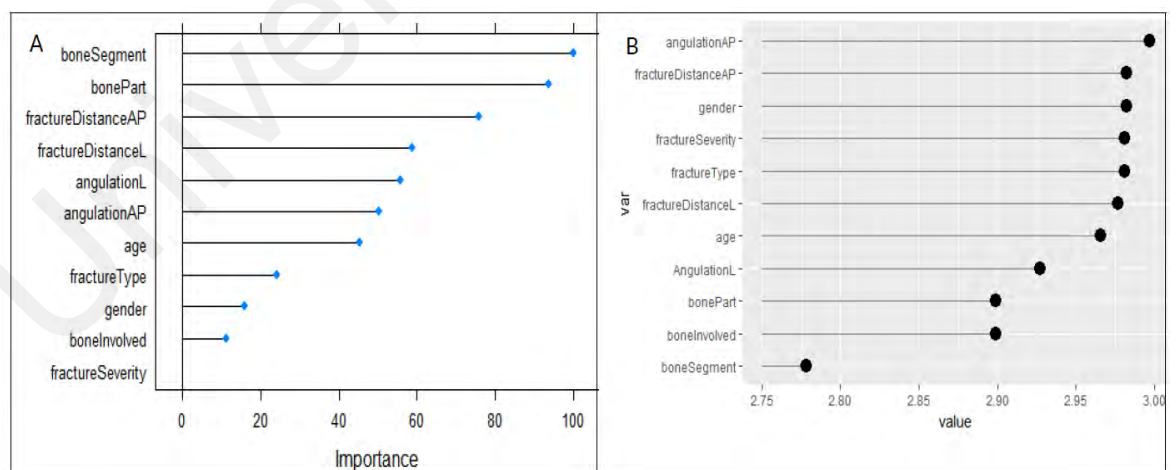 Univer
A
boneSegment
bonePart
fractureDistanceAP
fractureDistanceL
angulationL
angulationAP
age
fractureType
gender
boneInvolved
fractureSeverity
0 20 40 60 80 100
Importance
B
var
angulationAP
fractureDistanceAP
gender
fractureSeverity
fractureType
fractureDistanceL
age
AngulationL
bonePart
boneInvolved
boneSegment
2.75 2.80 2.85 2.90 2.95 3.00
value